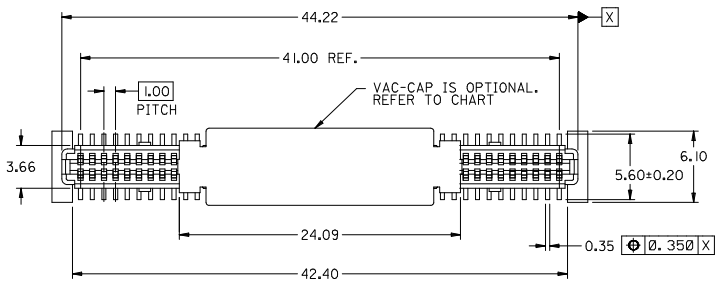 44.22
X
41.00 REF.
1.00
PITCH
VAC-CAP IS OPTIONAL.
REFER TO CHART
3.66
6.10
5.60±0.20
24.09
0.35 ⌖ 0.350 X
42.40